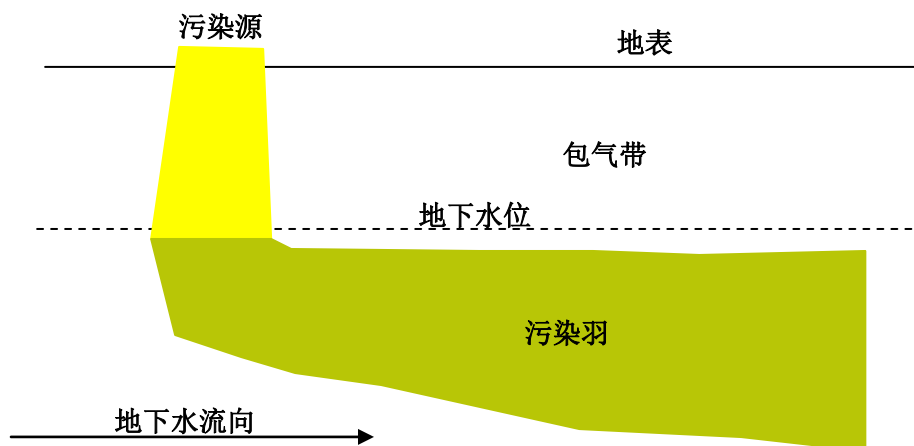 污染源
地表
包气带
地下水位
污染羽
地下水流向